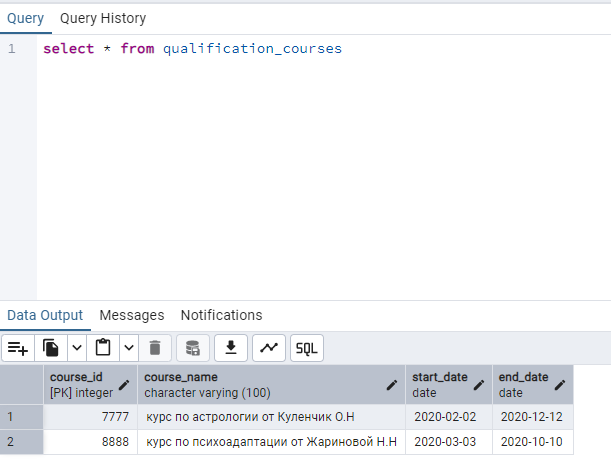 Query Query History
1 select * from qualification_courses
Data Output Messages Notifications
SQL
course_id course_name start_date end_date
[PK] integer character varying (100) date date
1 7777 курс по астрологии от Куленчик О.Н 2020-02-02 2020-12-12
2 8888 курс по психоадаптации от Жариновой Н.Н 2020-03-03 2020-10-10